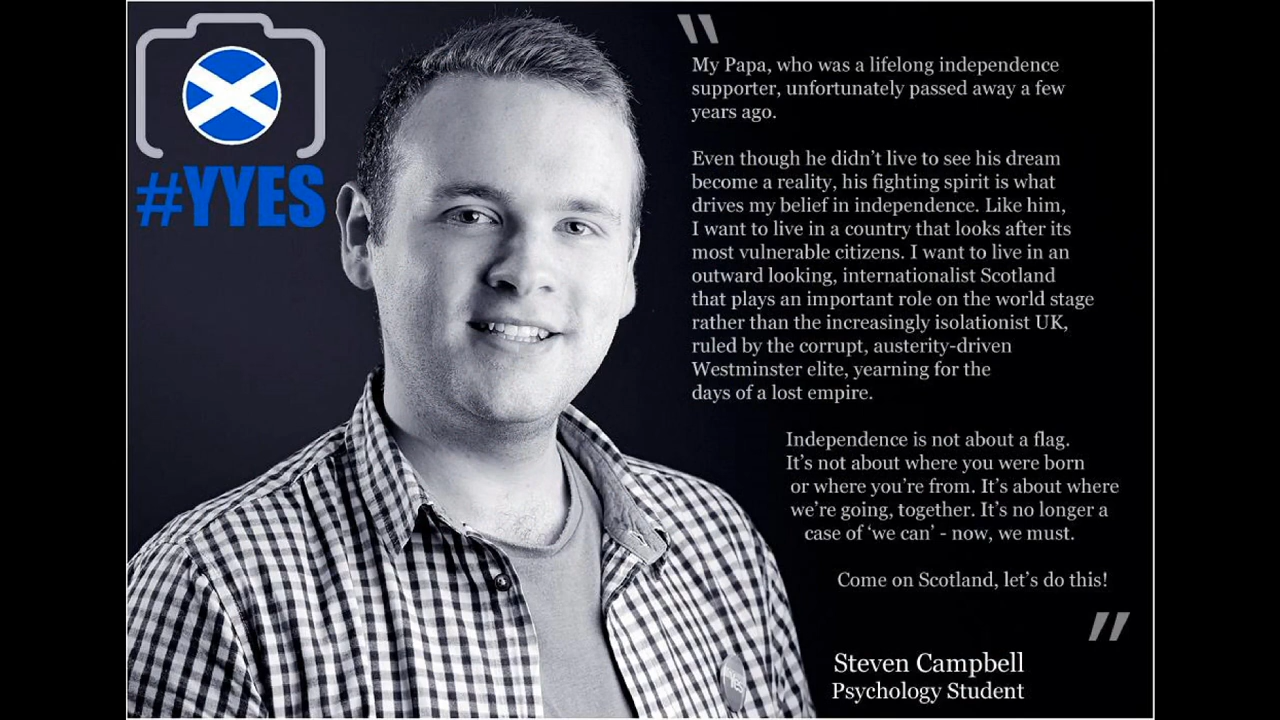 #YYES
"
My Papa, who was a lifelong independence
supporter, unfortunately passed away a few
years ago.
Even though he didn’t live to see his dream
become a reality, his fighting spirit is what
drives my belief in independence. Like him,
I want to live in a country that looks after its
most vulnerable citizens. I want to live in an
outward looking, internationalist Scotland
that plays an important role on the world stage
rather than the increasingly isolationist UK,
ruled by the corrupt, austerity-driven
Westminster elite, yearning for the
days of a lost empire.
Independence is not about a flag.
It’s not about where you were born
or where you’re from. It’s about where
we’re going, together. It’s no longer a
case of ‘we can’ - now, we must.
Come on Scotland, let’s do this!
"
Steven Campbell
Psychology Student
Yes